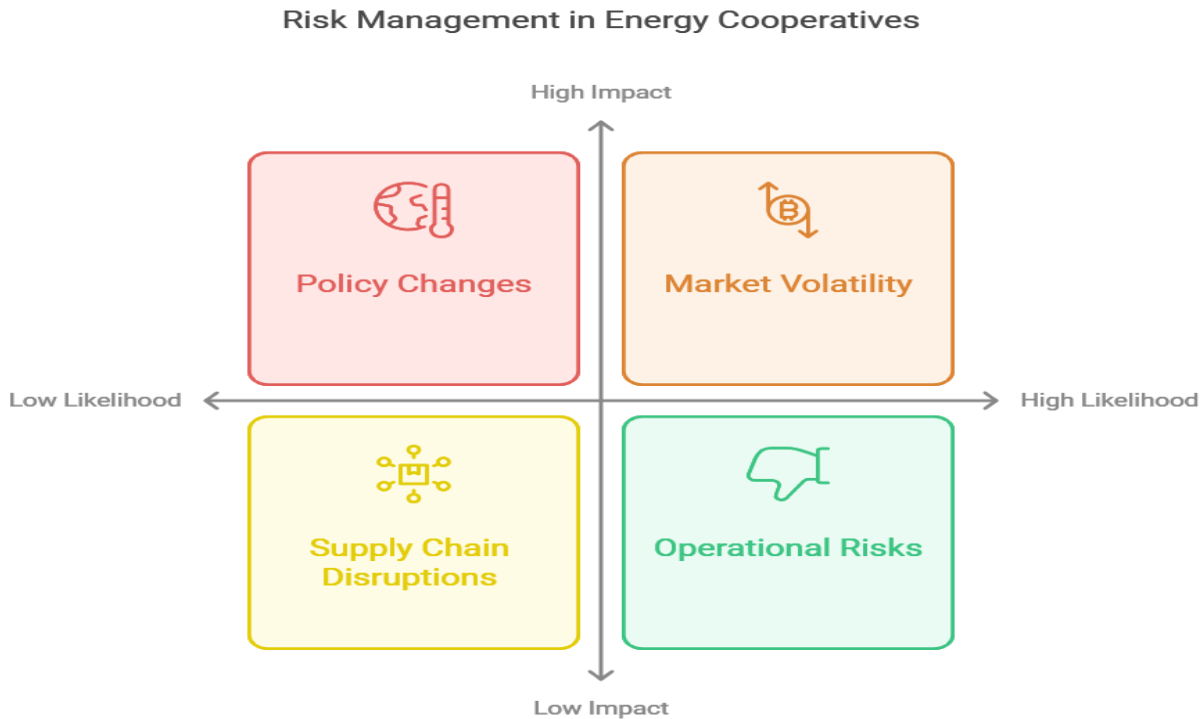 Risk Management in Energy Cooperatives
High Impact
Policy Changes
Market Volatility
Low Likelihood
High Likelihood
Supply Chain
Disruptions
Operational Risks
Low Impact